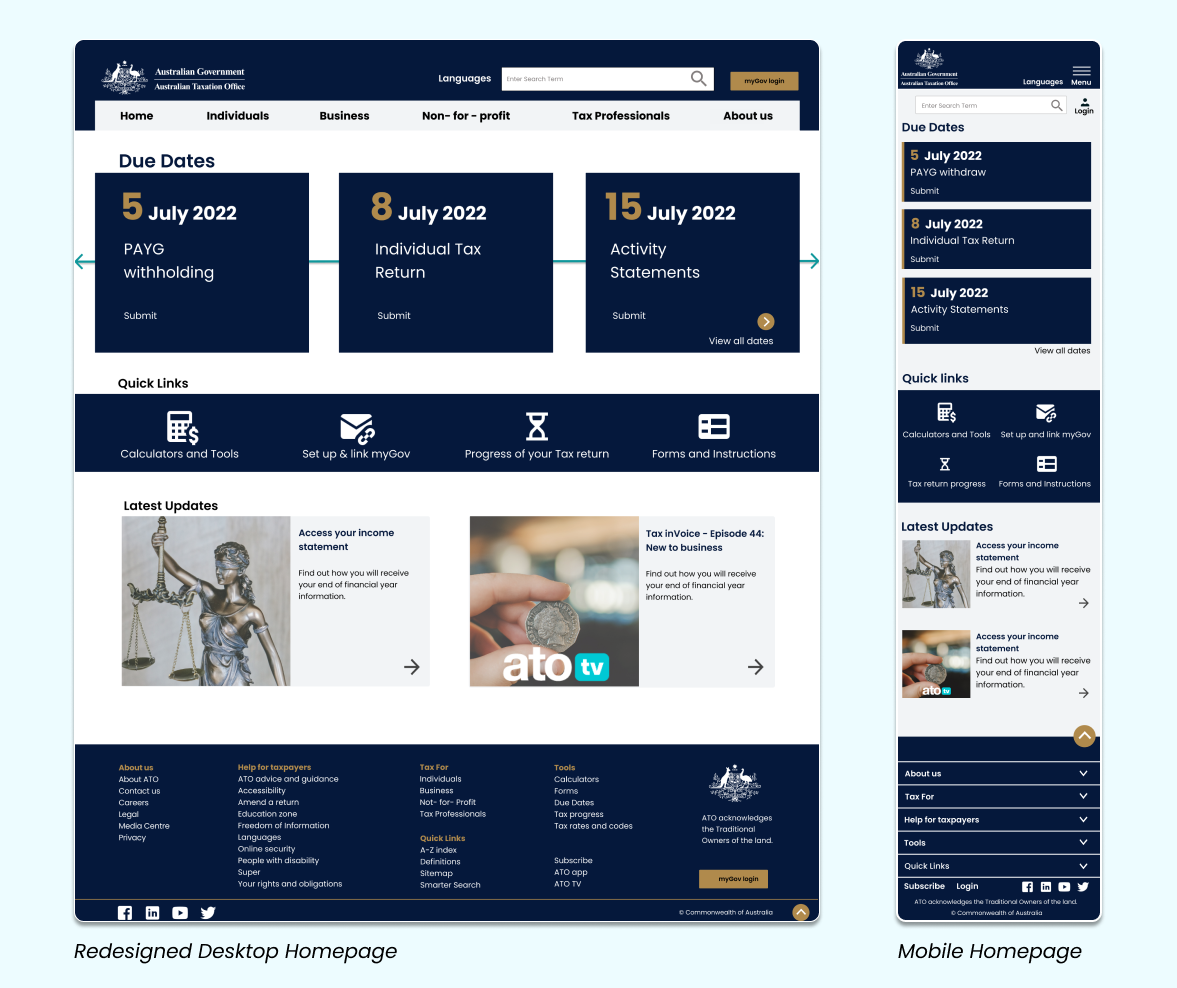 Australian Government
Australian Taxation Office
Languages
Enter Search Term
myGov login
Home
Individuals
Business
Non- for - profit
Tax Professionals
About us
Due Dates
5 July 2022
PAYG
withholding
Submit
8 July 2022
Individual Tax
Return
Submit
15 July 2022
Activity
Statements
Submit
View all dates
Quick Links
Calculators and Tools
Set up & link myGov
Progress of your Tax return
Forms and Instructions
Latest Updates
Access your income
statement
Find out how you will receive
your end of financial year
information.
ato tv
Tax inVoice - Episode 44:
New to business
Find out how you will receive
your end of financial year
information.
About us
About ATO
Contact us
Careers
Legal
Media Centre
Privacy
Help for taxpayers
ATO advice and guidance
Accessibility
Amend a return
Education zone
Freedom of Information
Languages
Online security
People with disability
Super
Your rights and obligations
Tax For
Individuals
Business
Not- for- Profit
Tax Professionals
Quick Links
A-Z index
Definitions
Sitemap
Smarter Search
Tools
Calculators
Forms
Due Dates
Tax progress
Tax rates and codes
Subscribe
ATO app
ATO TV
ATO acknowledges
the Traditional
Owners of the land.
myGov login
© Commonwealth of Australia
Redesigned Desktop Homepage
Australian Government
Australian Taxation Office
Languages
Menu
Enter Search Term
Login
Due Dates
5 July 2022
PAYG withdraw
Submit
8 July 2022
Individual Tax Return
Submit
15 July 2022
Activity Statements
Submit
View all dates
Quick links
Calculators and Tools
Set up and link myGov
Tax return progress
Forms and Instructions
Latest Updates
Access your income
statement
Find out how you will receive
your end of financial year
information.
ato tv
Access your income
statement
Find out how you will receive
your end of financial year
information.
About us
Tax For
Help for taxpayers
Tools
Quick Links
Subscribe
Login
ATO acknowledges the Traditional Owners of the land.
© Commonwealth of Australia
Mobile Homepage